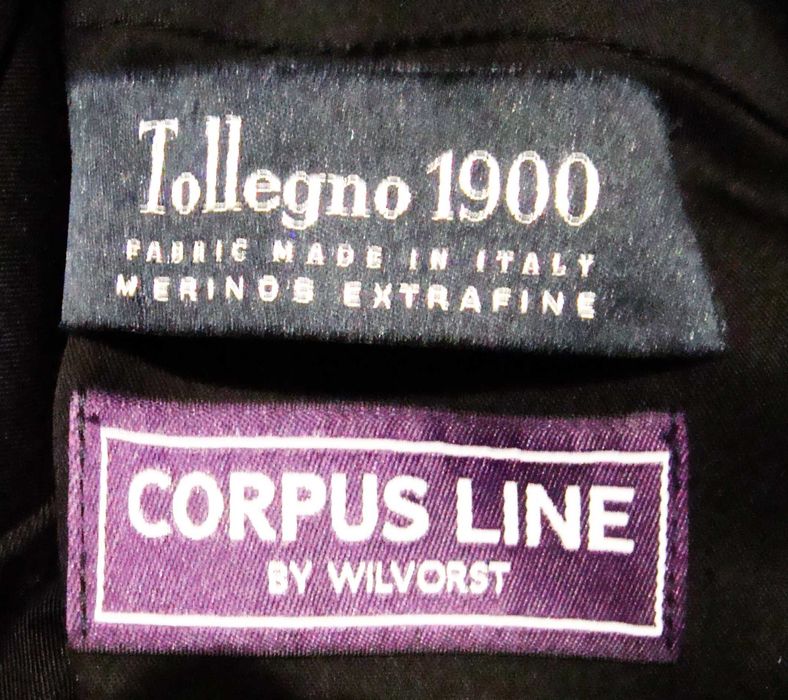 Tollegno 1900
FABRIC MADE IN ITALY
MERINOS EXTRAFINE
CORPUS LINE
BY WILVORST